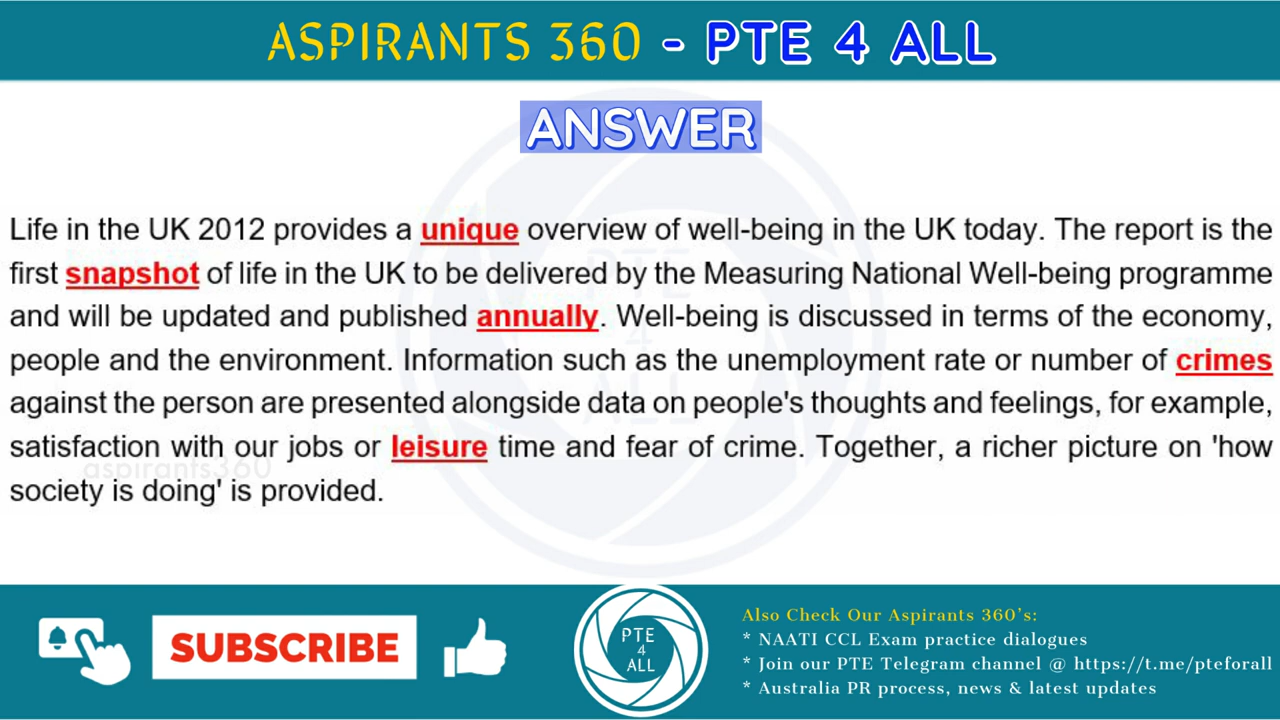 ASPIRANTS 360 - PTE 4 ALL
ANSWER
Life in the UK 2012 provides a unique overview of well-being in the UK today. The report is the
first snapshot of life in the UK to be delivered by the Measuring National Well-being programme
and will be updated and published annually. Well-being is discussed in terms of the economy,
people and the environment. Information such as the unemployment rate or number of crimes
against the person are presented alongside data on people's thoughts and feelings, for example,
satisfaction with our jobs or leisure time and fear of crime. Together, a richer picture on 'how
aspirants360
society is doing' is provided.
PTE
4
ALL
SUBSCRIBE
PTE
4
ALL
Also Check Our Aspirants 360's:
* NAATI CCL Exam practice dialogues
* Join our PTE Telegram channel @ https://t.me/pteforall
* Australia PR process, news & latest updates